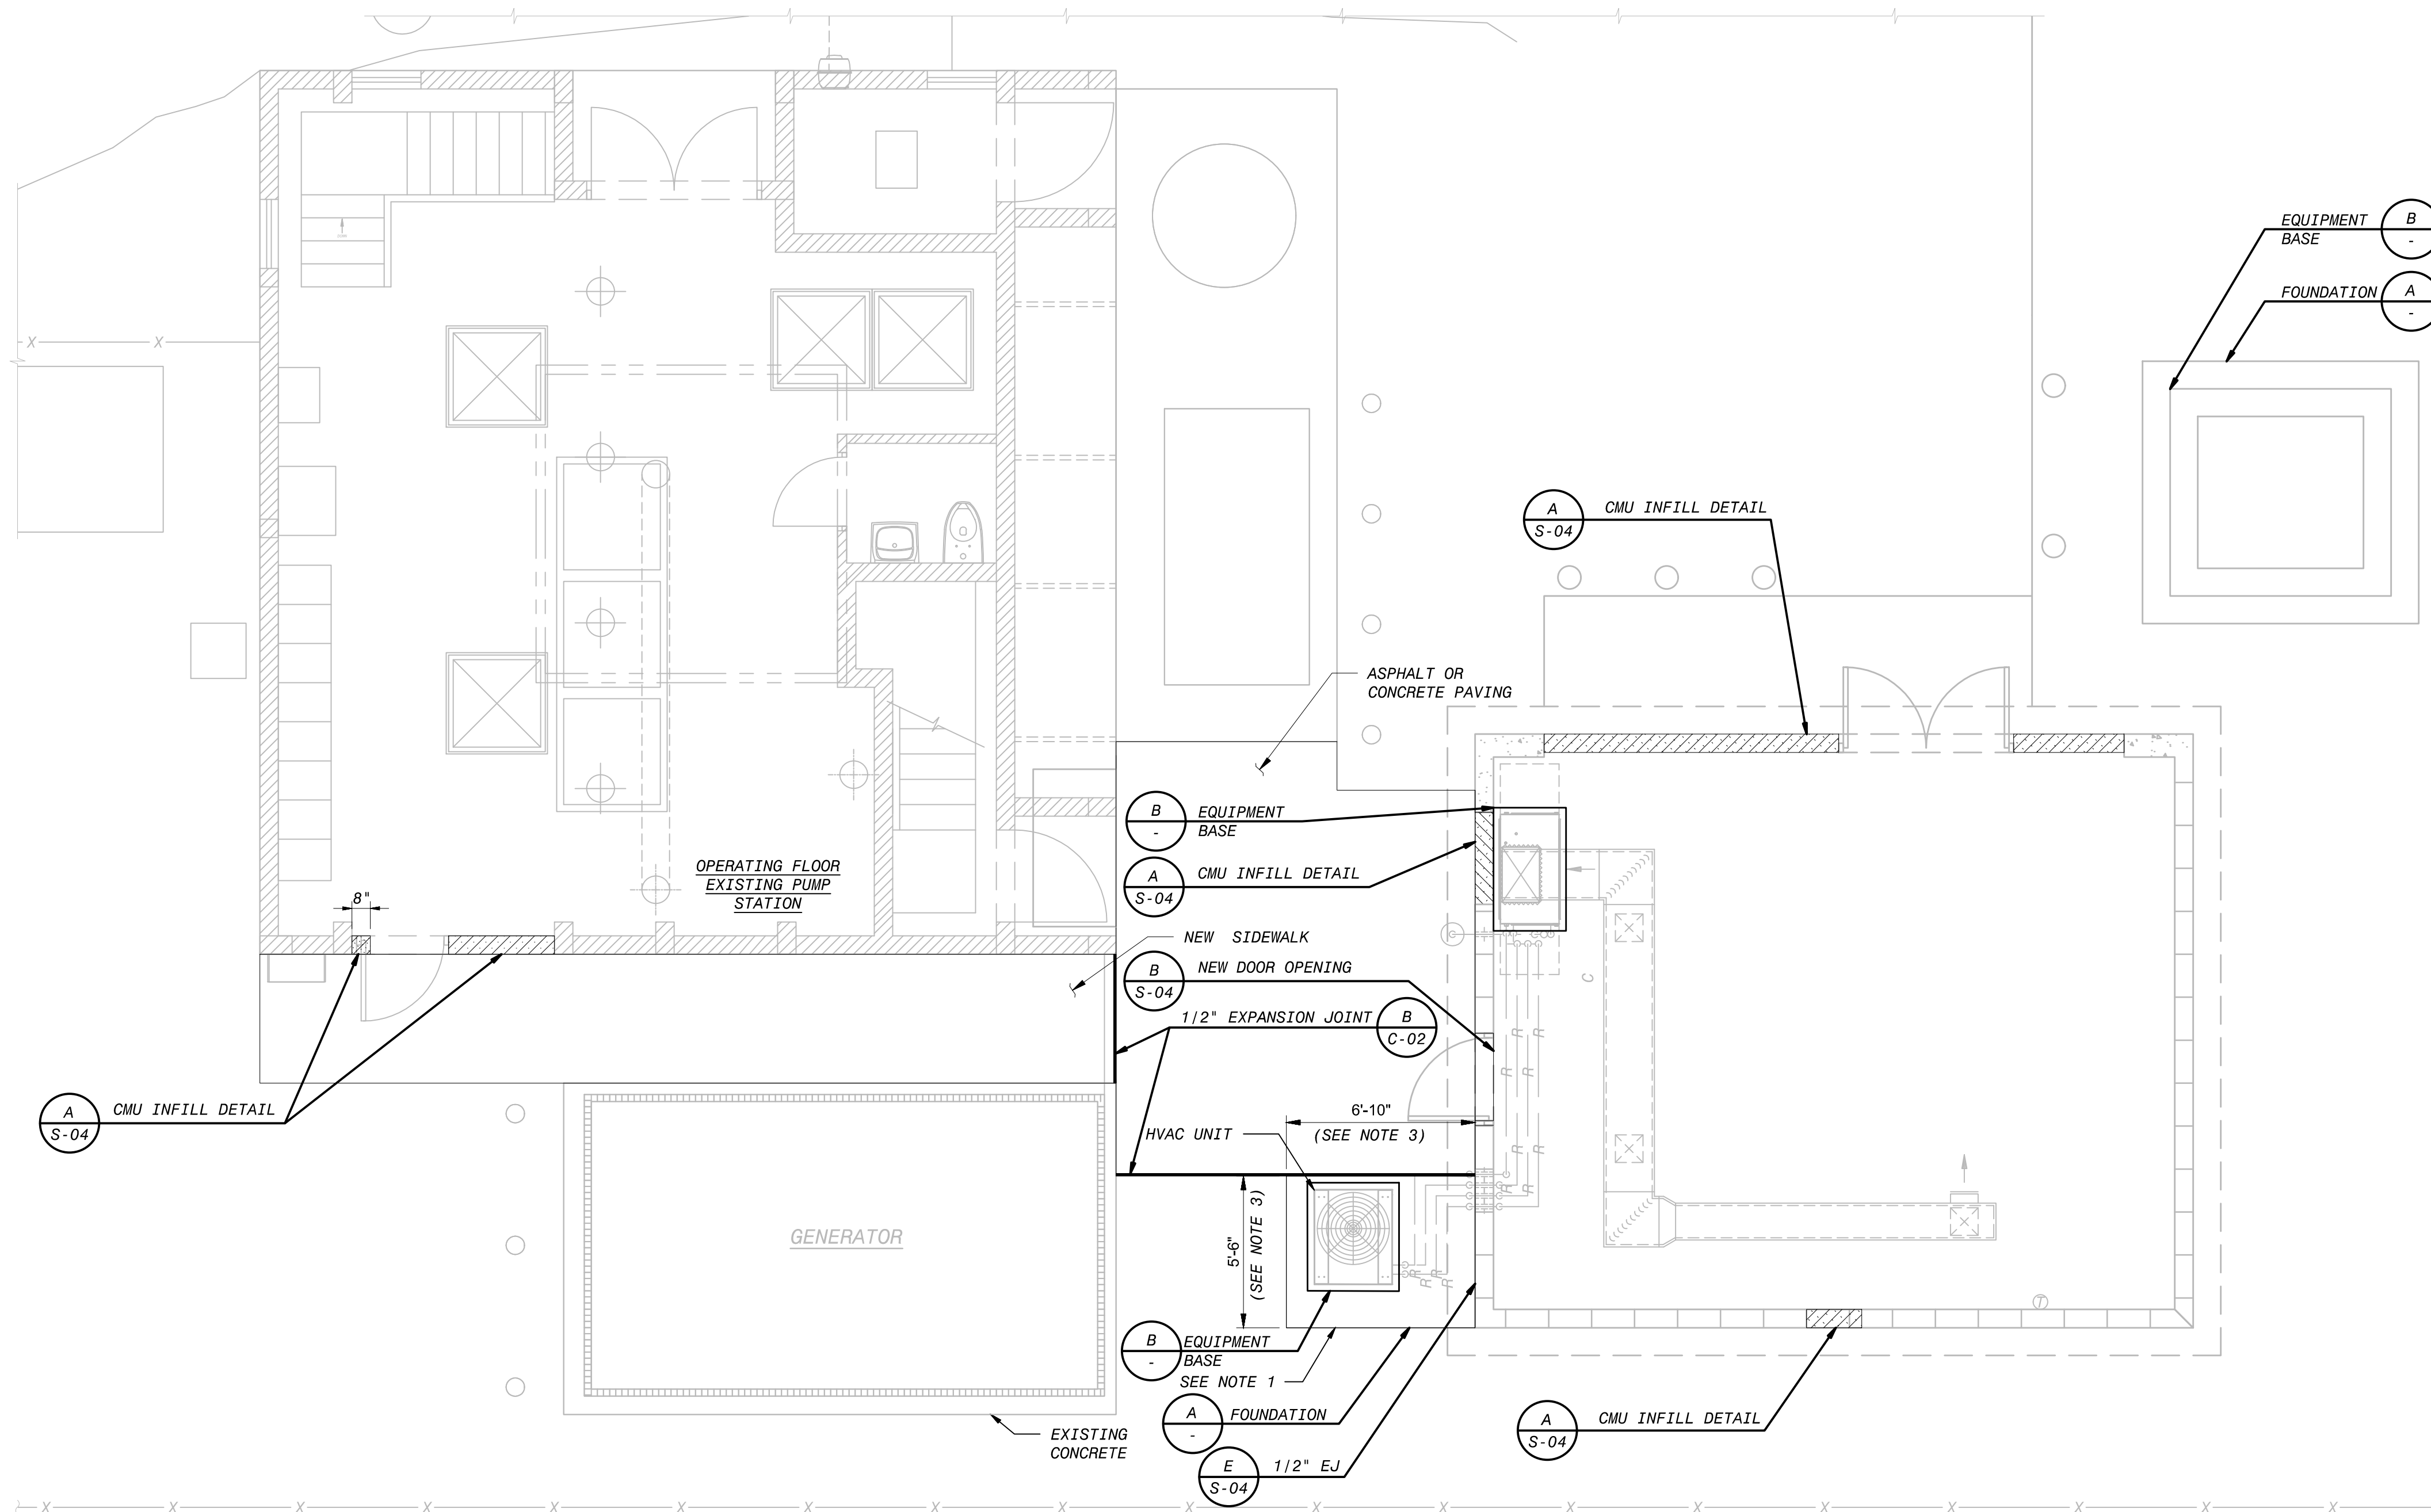 EQUIPMENT
BASE
B
-
FOUNDATION
A
-
X
X
A
S-04
CMU INFILL DETAIL
ASPHALT OR
CONCRETE PAVING
B
-
EQUIPMENT
BASE
A
S-04
CMU INFILL DETAIL
OPERATING FLOOR
EXISTING PUMP
STATION
8"
NEW SIDEWALK
B
S-04
NEW DOOR OPENING
C
1/2" EXPANSION JOINT
B
C-02
R R
R R
R R
R R
A
S-04
CMU INFILL DETAIL
6'-10"
(SEE NOTE 3)
HVAC UNIT
5'-6"
(SEE NOTE 3)
GENERATOR
R R
R R
T
B
-
EQUIPMENT
BASE
SEE NOTE 1
A
-
FOUNDATION
E
S-04
1/2" EJ
EXISTING
CONCRETE
A
S-04
CMU INFILL DETAIL
X X X X X X X X X X X X X X X X X X X